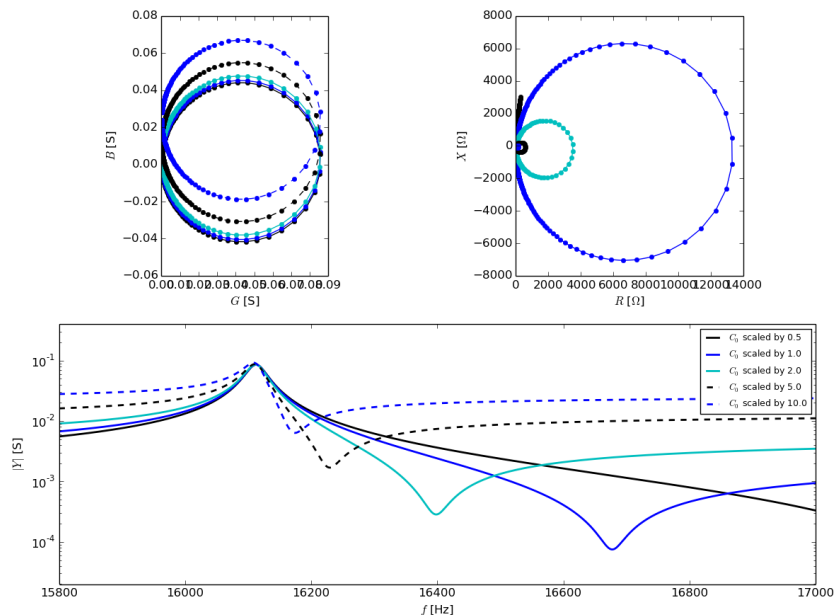 0.08
0.06
0.04
0.02
0.00
−0.02
−0.04
−0.06
B [S]
0.00 0.01 0.02 0.03 0.04 0.05 0.06 0.07 0.08 0.09
G [S]
8000
6000
4000
2000
0
−2000
−4000
−6000
−8000
X [Ω]
0 2000 4000 6000 8000 10000 12000 14000
R [Ω]
10⁻¹
10⁻²
10⁻³
10⁻⁴
|Y| [S]
C₀ scaled by 0.5
C₀ scaled by 1.0
C₀ scaled by 2.0
C₀ scaled by 5.0
C₀ scaled by 10.0
15800 16000 16200 16400 16600 16800 17000
f [Hz]